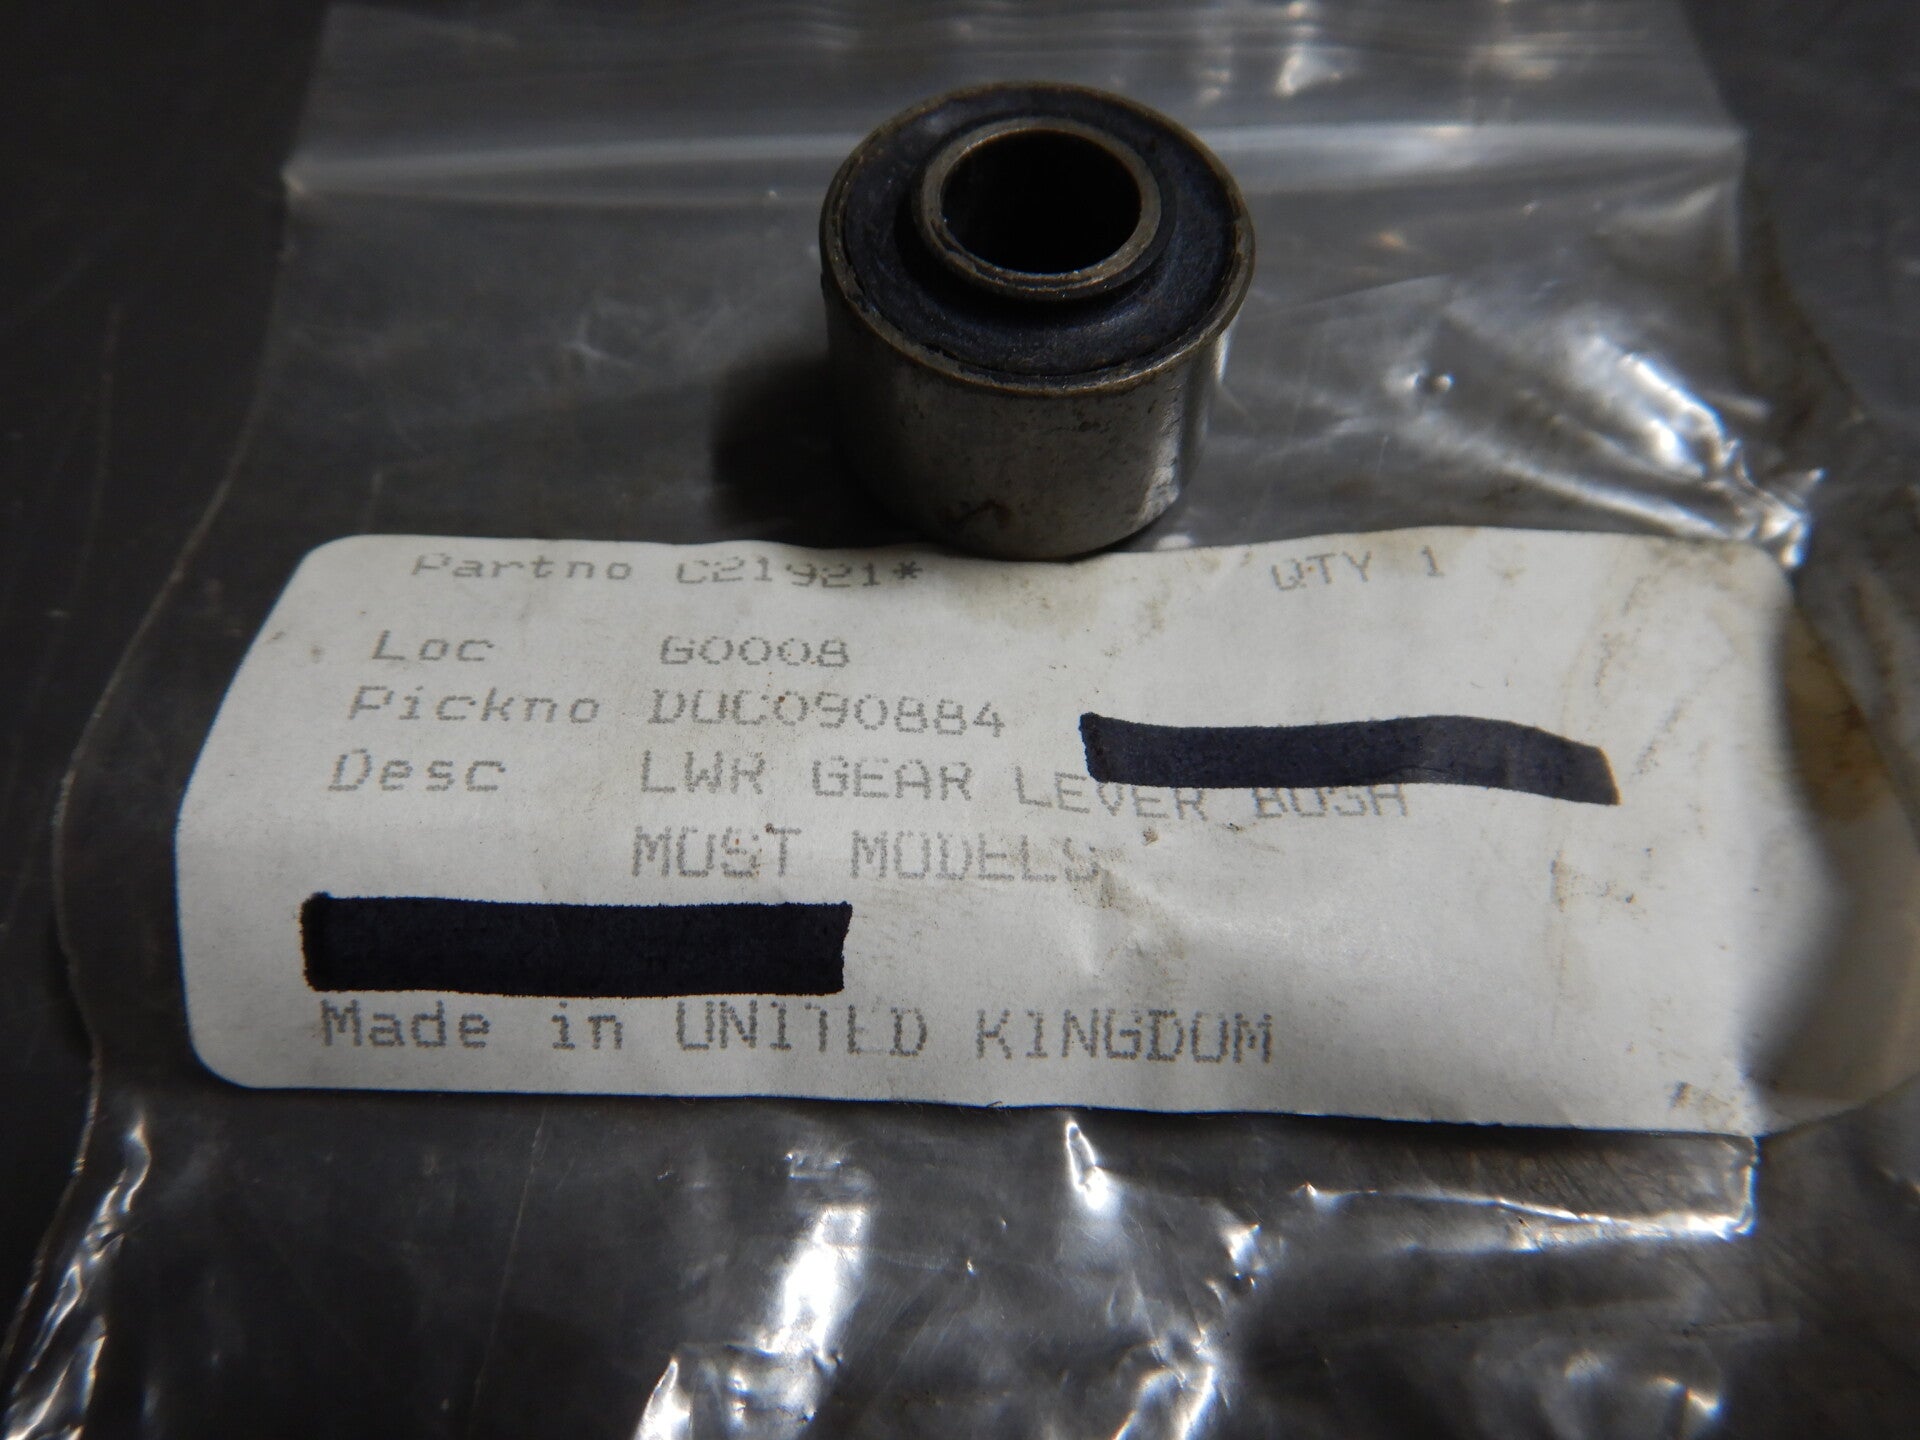 Partno C21921* QTY 1
Loc G0008
Pickno DUC090884
Desc LWR GEAR LEVER BUSH
MOST MODELS
Made in UNITED KINGDOM